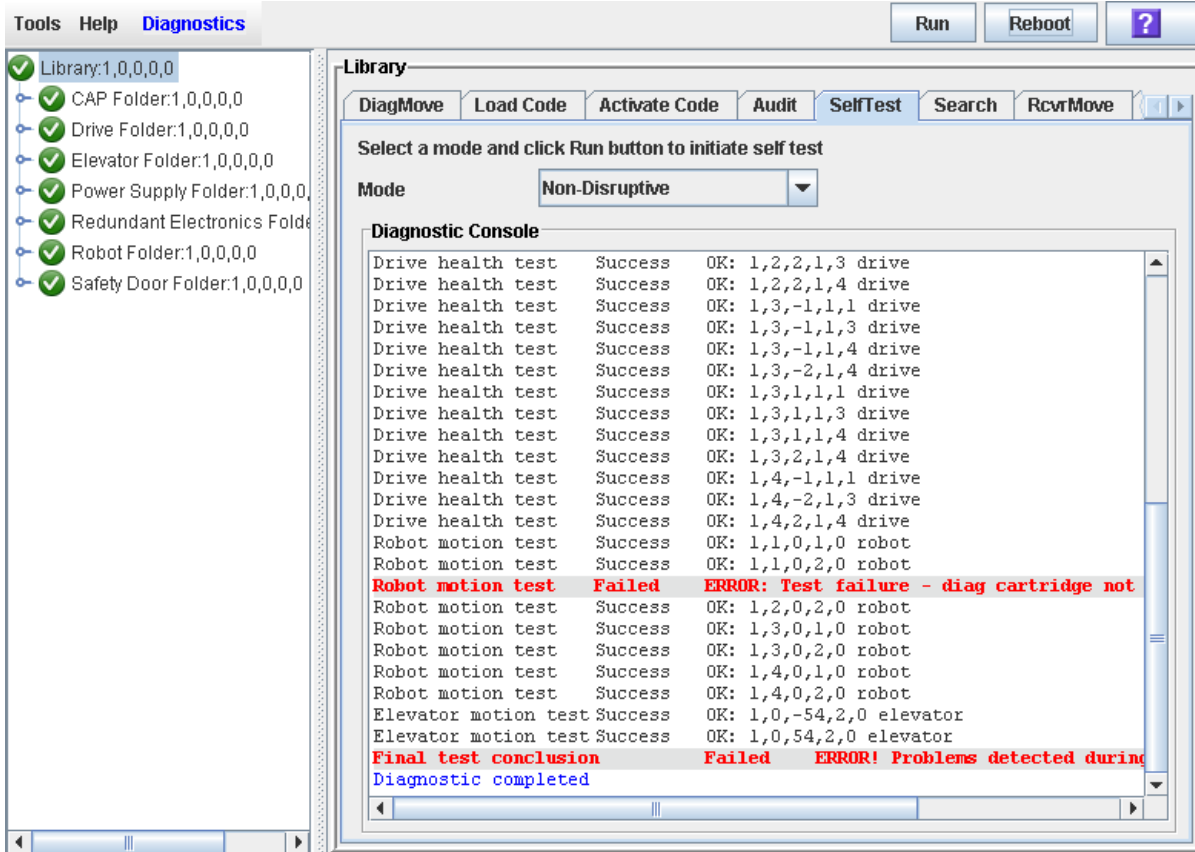 Tools Help Diagnostics
Run Reboot ?
Library:1,0,0,0,0
CAP Folder:1,0,0,0,0
Drive Folder:1,0,0,0,0
Elevator Folder:1,0,0,0,0
Power Supply Folder:1,0,0,0,
Redundant Electronics Folde
Robot Folder:1,0,0,0,0
Safety Door Folder:1,0,0,0,0
Library
DiagMove Load Code Activate Code Audit SelfTest Search RcvrMove
Select a mode and click Run button to initiate self test
Mode Non-Disruptive
Diagnostic Console
Drive health test Success OK: 1,2,2,1,3 drive
Drive health test Success OK: 1,2,2,1,4 drive
Drive health test Success OK: 1,3,-1,1,1 drive
Drive health test Success OK: 1,3,-1,1,3 drive
Drive health test Success OK: 1,3,-1,1,4 drive
Drive health test Success OK: 1,3,-2,1,4 drive
Drive health test Success OK: 1,3,1,1,1 drive
Drive health test Success OK: 1,3,1,1,3 drive
Drive health test Success OK: 1,3,1,1,4 drive
Drive health test Success OK: 1,3,2,1,4 drive
Drive health test Success OK: 1,4,-1,1,1 drive
Drive health test Success OK: 1,4,-2,1,3 drive
Drive health test Success OK: 1,4,2,1,4 drive
Robot motion test Success OK: 1,1,0,1,0 robot
Robot motion test Success OK: 1,1,0,2,0 robot
Robot motion test Failed ERROR: Test failure - diag cartridge not
Robot motion test Success OK: 1,2,0,2,0 robot
Robot motion test Success OK: 1,3,0,1,0 robot
Robot motion test Success OK: 1,3,0,2,0 robot
Robot motion test Success OK: 1,4,0,1,0 robot
Robot motion test Success OK: 1,4,0,2,0 robot
Elevator motion test Success OK: 1,0,-54,2,0 elevator
Elevator motion test Success OK: 1,0,54,2,0 elevator
Final test conclusion Failed ERROR! Problems detected during
Diagnostic completed